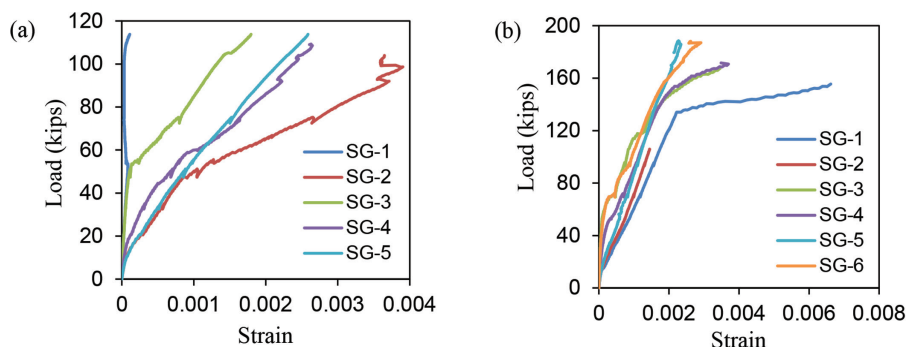 (a)
Load (kips)
120
100
80
60
40
20
0
SG-1
SG-2
SG-3
SG-4
SG-5
0 0.001 0.002 0.003 0.004
Strain
(b)
Load (kips)
200
160
120
80
40
0
SG-1
SG-2
SG-3
SG-4
SG-5
SG-6
0 0.002 0.004 0.006 0.008
Strain